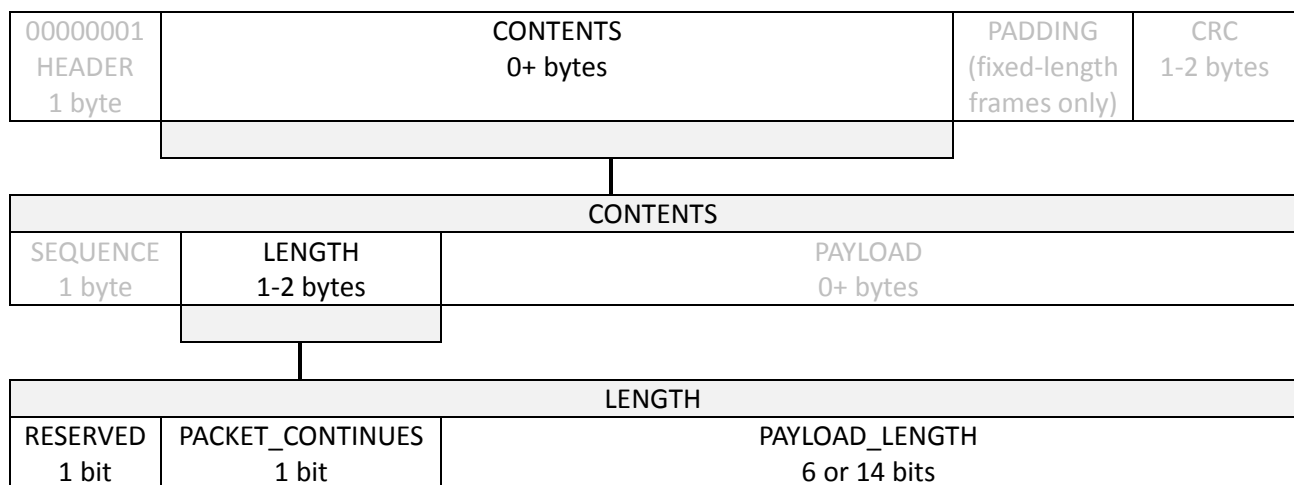 00000001 CONTENTS PADDING CRC
HEADER 0+ bytes (fixed-length 1-2 bytes
1 byte frames only)
CONTENTS
SEQUENCE LENGTH PAYLOAD
1 byte 1-2 bytes 0+ bytes
LENGTH
RESERVED PACKET_CONTINUES PAYLOAD_LENGTH
1 bit 1 bit 6 or 14 bits